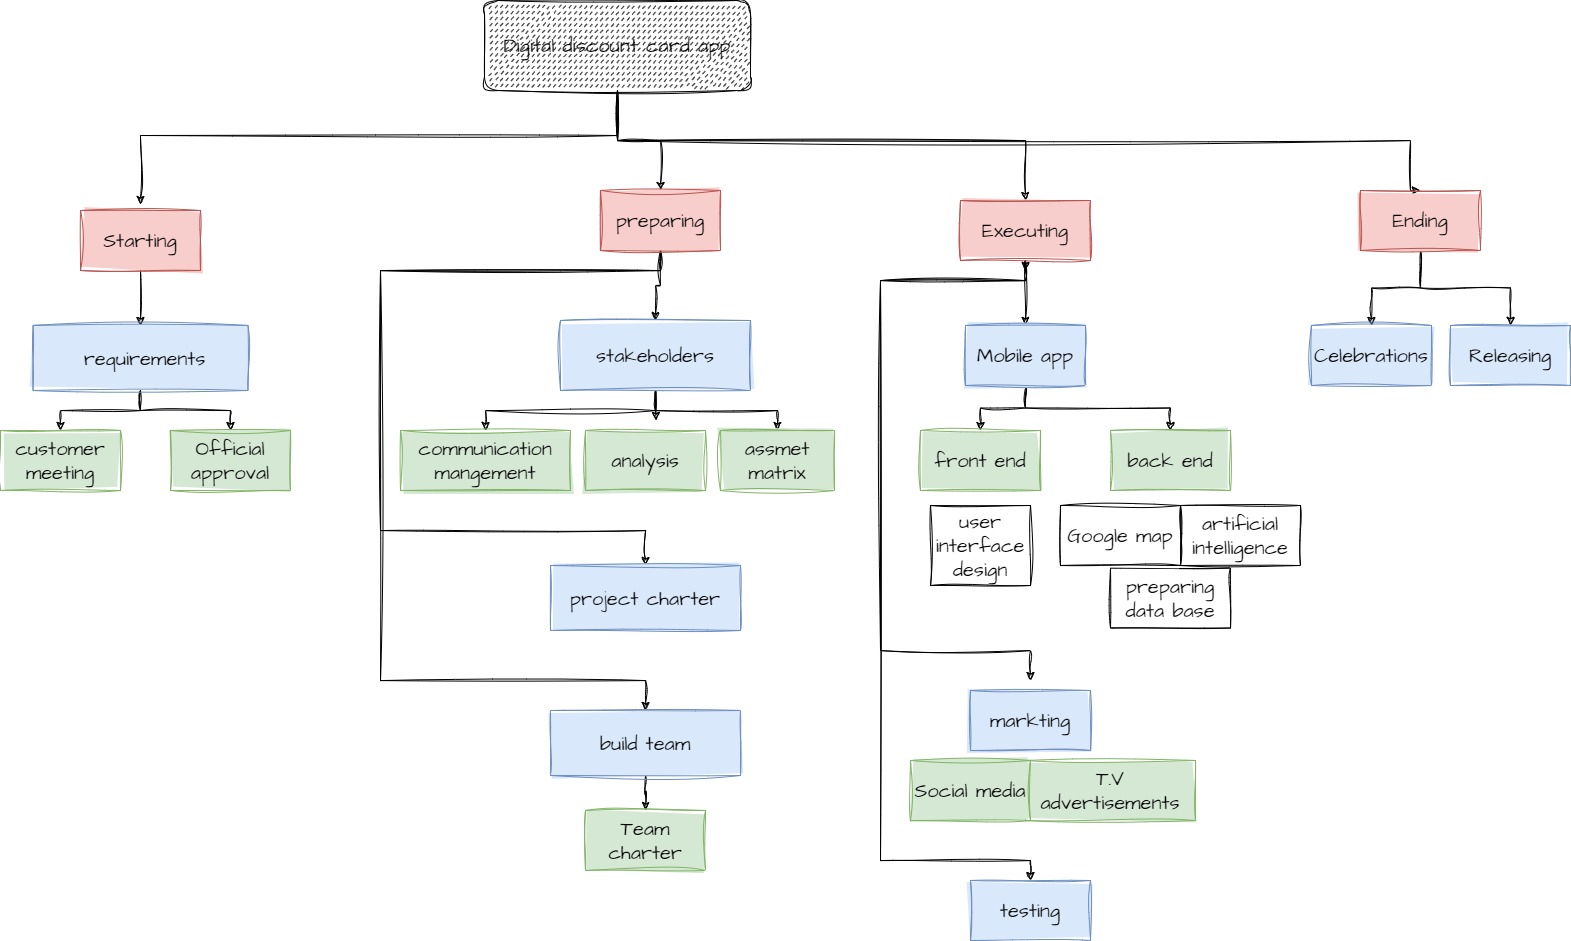 Digital discount card app
Starting
preparing
Executing
Ending
requirements
stakeholders
Mobile app
Celebrations
Releasing
customer
meeting
Official
approval
communication
mangement
analysis
assmet
matrix
front end
back end
user
interface
design
Google map
artificial
intelligence
preparing
data base
project charter
markting
build team
Social media
T.V
advertisements
Team
charter
testing